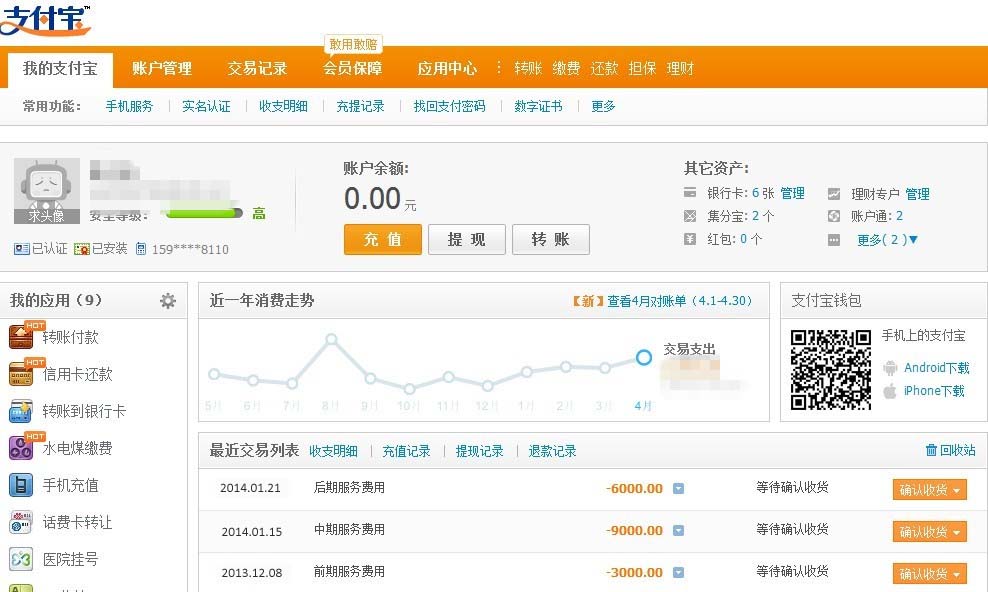 支付宝™
敢用敢赔
我的支付宝 账户管理 交易记录 会员保障 应用中心 转账 缴费 还款 担保 理财
常用功能: 手机服务 实名认证 收支明细 充提记录 找回支付密码 数字证书 更多
求头像
安全等级: 高
已认证 已安装 159****8110
账户余额:
0.00 元
充 值 提 现 转 账
其它资产:
银行卡: 6 张 管理 理财专户 管理
集分宝: 2 个 账户通: 2
红包: 0 个 更多( 2 )▼
我的应用（9）
HOT
转账付款
HOT
信用卡还款
转账到银行卡
HOT
水电煤缴费
手机充值
话费卡转让
医院挂号
近一年消费走势 【新】查看4月对账单（4.1-4.30）
交易支出
5月 6月 7月 8月 9月 10月 11月 12月 1月 2月 3月 4月
支付宝钱包
手机上的支付宝
Android下载
iPhone下载
最近交易列表 收支明细 充值记录 提现记录 退款记录 回收站
2014.01.21 后期服务费用 -6000.00 等待确认收货 确认收货
2014.01.15 中期服务费用 -9000.00 等待确认收货 确认收货
2013.12.08 前期服务费用 -3000.00 等待确认收货 确认收货